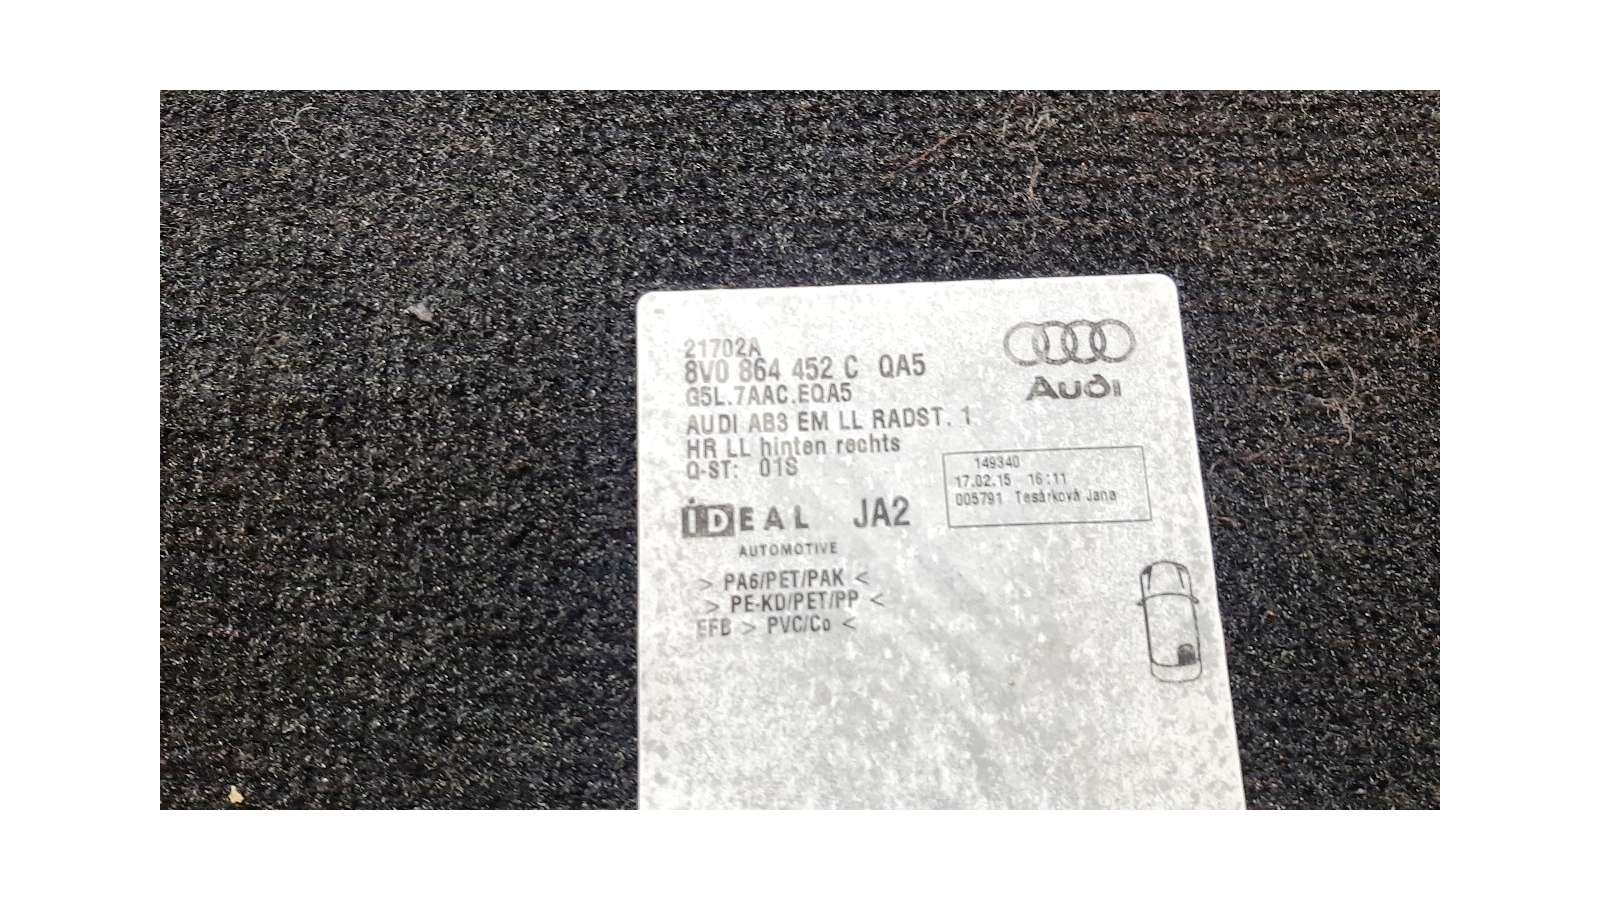 21702A
8V0 864 452 C QA5
G5L.7AAC.EQA5
AUDI AB3 EM LL RADST. 1
HR LL hinten rechts
Q-ST: 01S
Audi
149340
17.02.15 16:11
005791 Tesárková Jana
IDEAL JA2
AUTOMOTIVE
> PA6/PET/PAK <
> PE-KD/PET/PP <
EFB > PVC/Co <